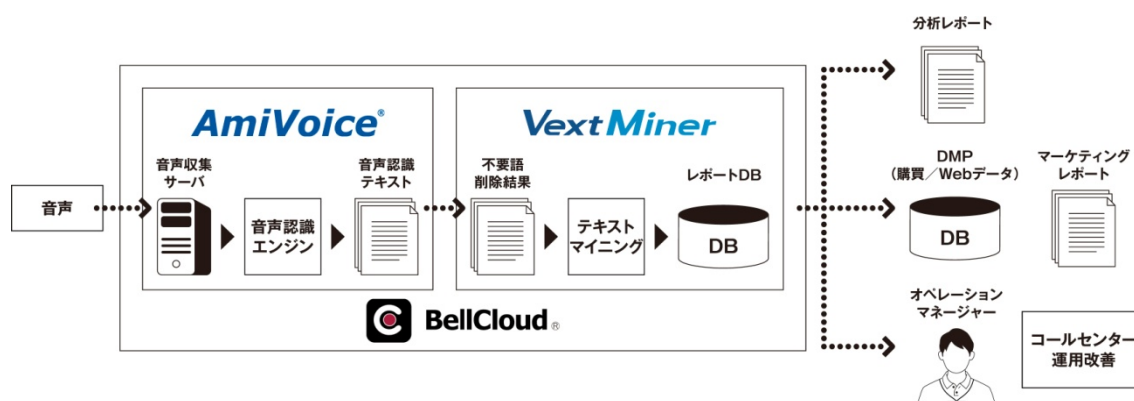 分析レポート
AmiVoice®
VextMiner
音声収集
サーバ
音声認識
テキスト
不要語
削除結果
レポートDB
DMP
（購買／Webデータ）
マーケティング
レポート
音声
音声認識
エンジン
テキスト
マイニング
DB
DB
BellCloud®
オペレーション
マネージャー
コールセンター
運用改善